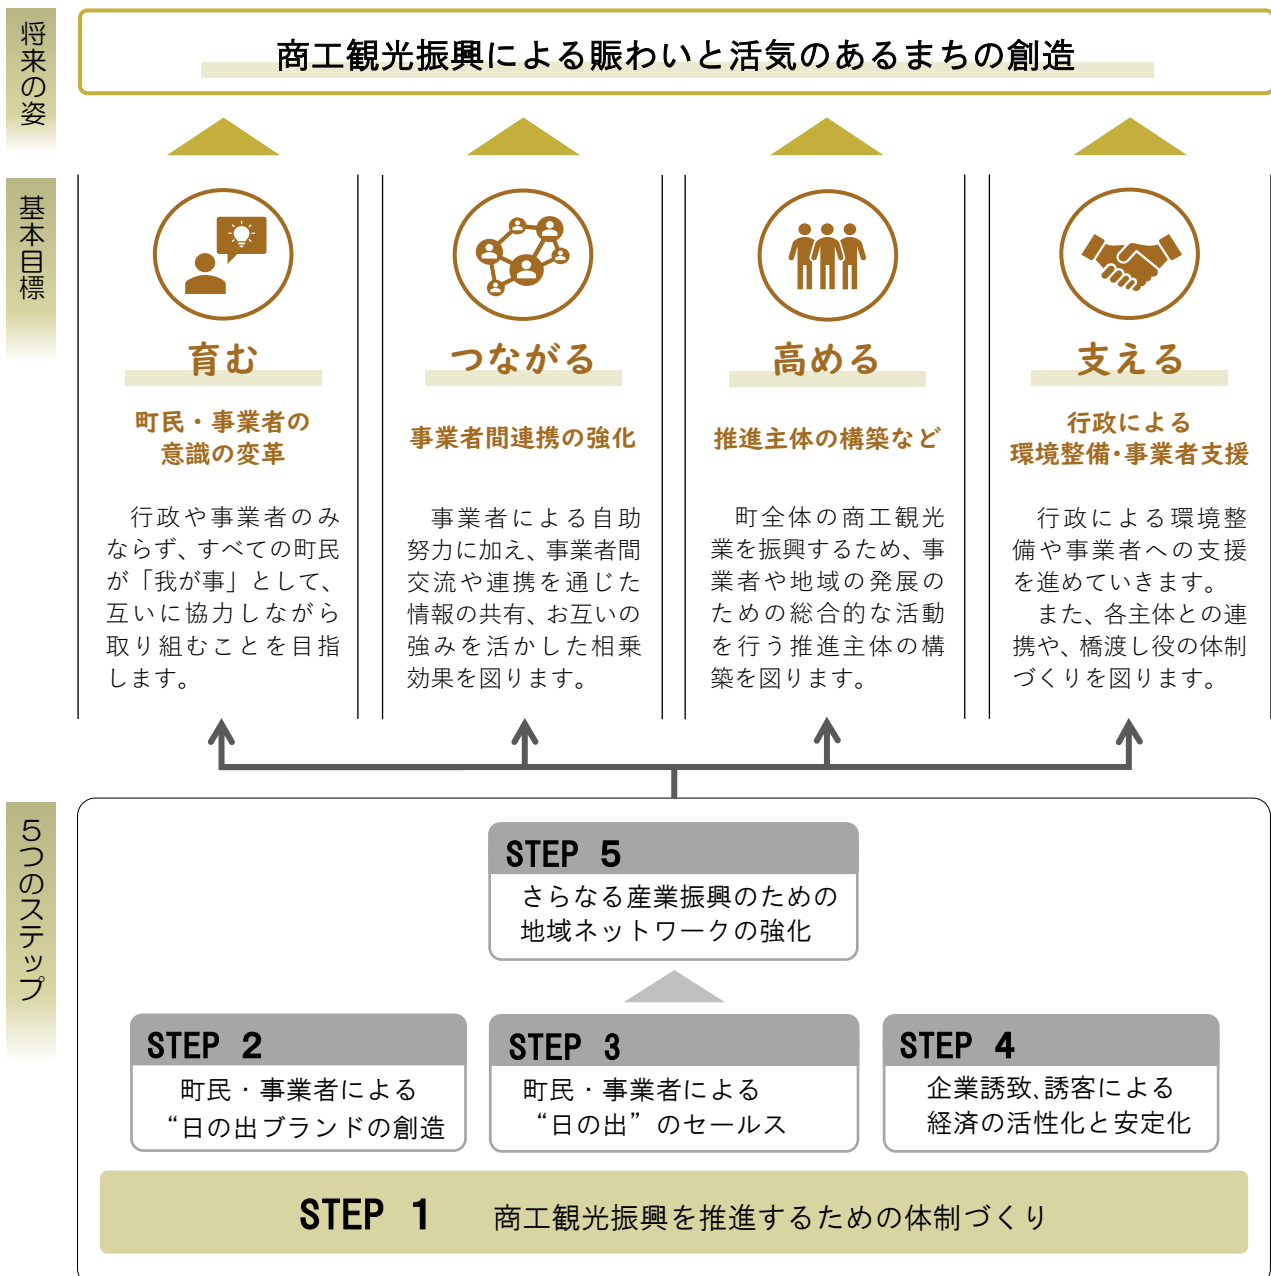 将来の姿
商工観光振興による賑わいと活気のあるまちの創造
基本目標
育む
町民・事業者の
意識の変革
行政や事業者のみ
ならず、すべての町民
が「我が事」として、
互いに協力しながら
取り組むことを目指
します。
つながる
事業者間連携の強化
事業者による自助
努力に加え、事業者間
交流や連携を通じた
情報の共有、お互いの
強みを活かした相乗
効果を図ります。
高める
推進主体の構築など
町全体の商工観光
業を振興するため、事
業者や地域の発展の
ための総合的な活動
を行う推進主体の構
築を図ります。
支える
行政による
環境整備・事業者支援
行政による環境整
備や事業者への支援
を進めていきます。
また、各主体との連
携や、橋渡し役の体制
づくりを図ります。
5つのステップ
STEP 5
さらなる産業振興のための
地域ネットワークの強化
STEP 2
町民・事業者による
“日の出ブランドの創造
STEP 3
町民・事業者による
“日の出”のセールス
STEP 4
企業誘致、誘客による
経済の活性化と安定化
STEP 1 商工観光振興を推進するための体制づくり